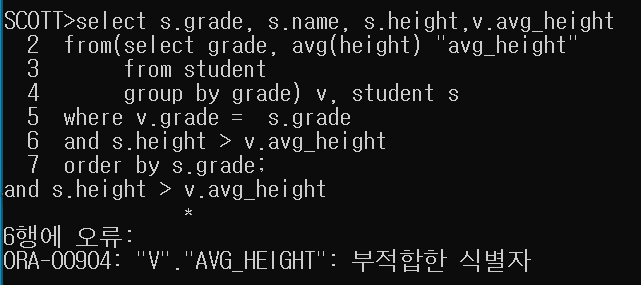 SCOTT>select s.grade, s.name, s.height,v.avg_height
2 from(select grade, avg(height) "avg_height"
3 from student
4 group by grade) v, student s
5 where v.grade = s.grade
6 and s.height > v.avg_height
7 order by s.grade;
and s.height > v.avg_height
*
6행에 오류:
ORA-00904: "V"."AVG_HEIGHT": 부적합한 식별자